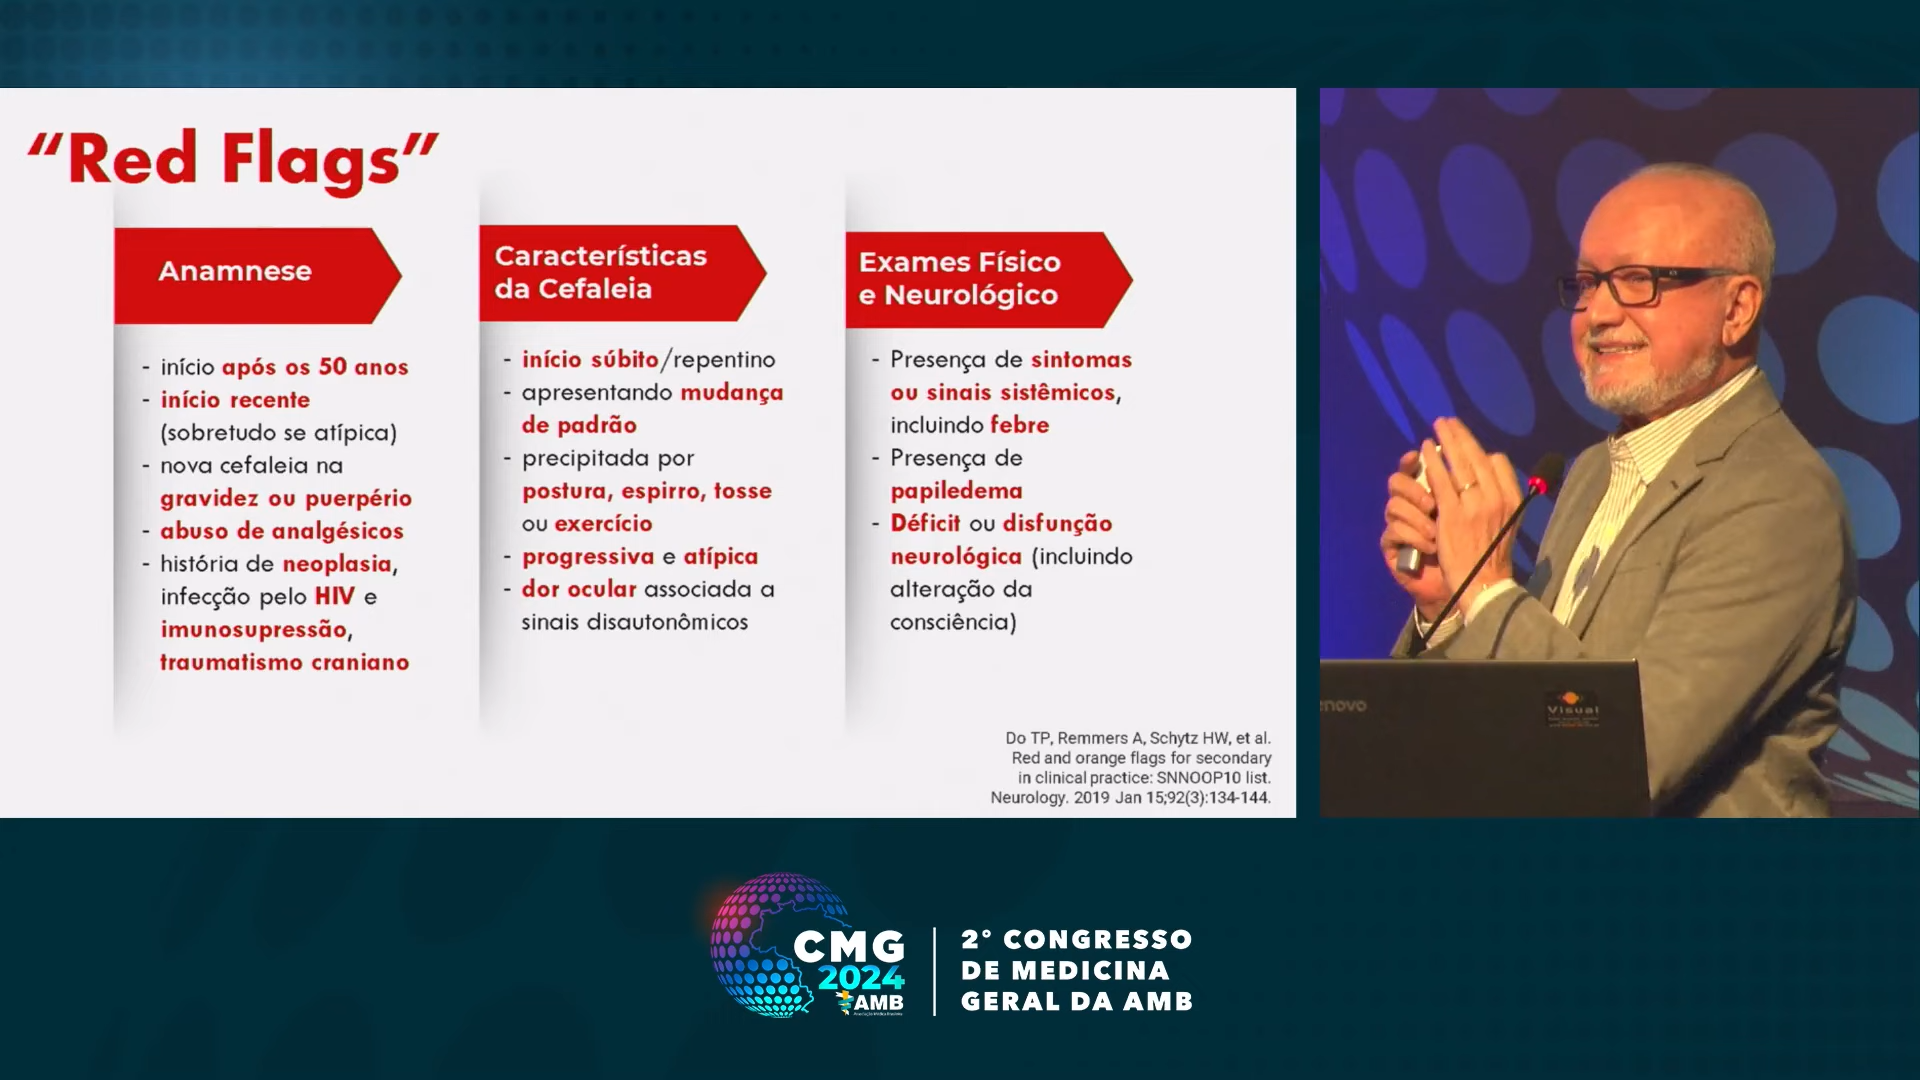 “Red Flags”
Anamnese
- início após os 50 anos
- início recente
(sobretudo se atípica)
- nova cefaleia na
gravidez ou puerpério
- abuso de analgésicos
- história de neoplasia,
infecção pelo HIV e
imunosupressão,
traumatismo craniano
Características
da Cefaleia
- início súbito/repentino
- apresentando mudança
de padrão
- precipitada por
postura, espirro, tosse
ou exercício
- progressiva e atípica
- dor ocular associada a
sinais disautonômicos
Exames Físico
e Neurológico
- Presença de sintomas
ou sinais sistêmicos,
incluindo febre
- Presença de
papiledema
- Déficit ou disfunção
neurológica (incluindo
alteração da
consciência)
Do TP, Remmers A, Schytz HW, et al.
Red and orange flags for secondary
in clinical practice: SNNOOP10 list.
Neurology. 2019 Jan 15;92(3):134-144.
enovo
Visual
CMG
2024
AMB
2° CONGRESSO
DE MEDICINA
GERAL DA AMB